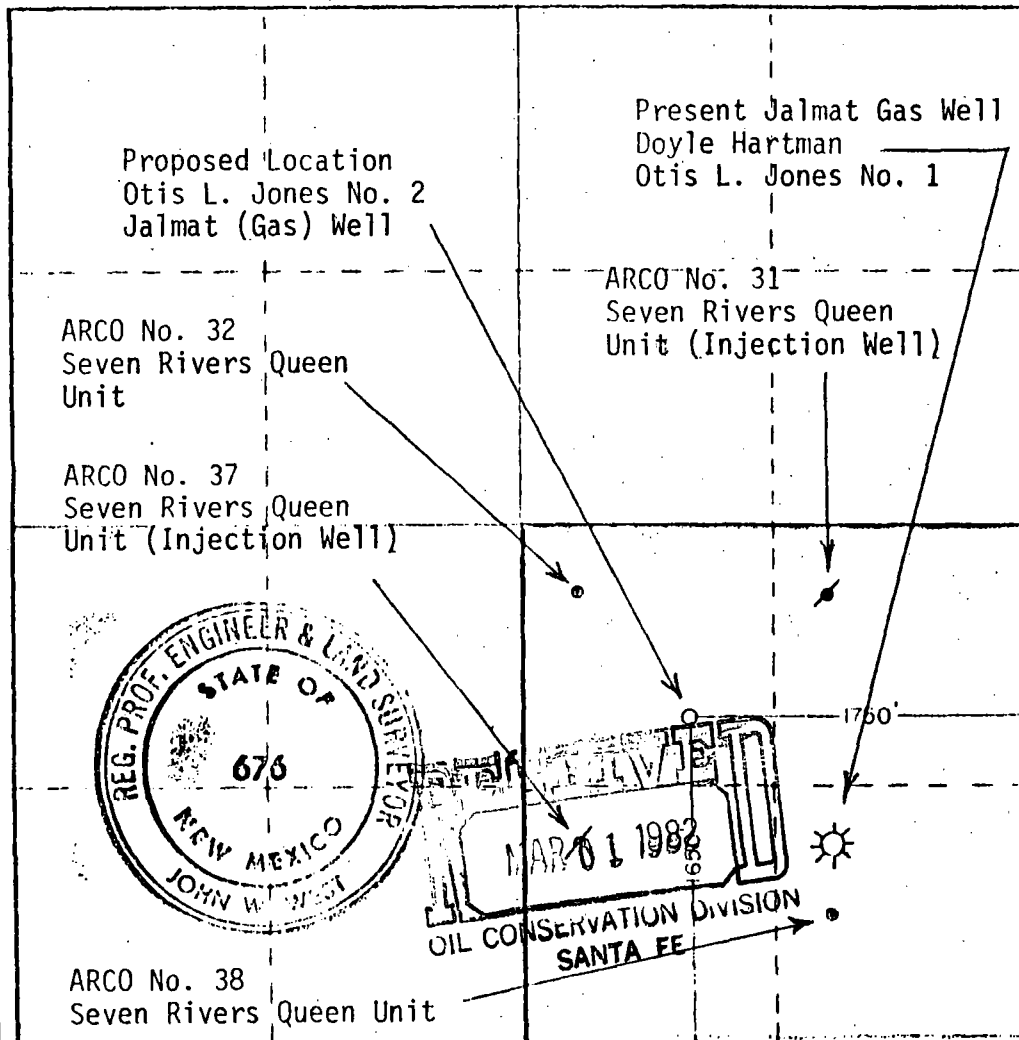 Present Jalmat Gas Well
Doyle Hartman
Otis L. Jones No. 1
Proposed Location
Otis L. Jones No. 2
Jalmat (Gas) Well
ARCO No. 31
Seven Rivers Queen
Unit (Injection Well)
ARCO No. 32
Seven Rivers Queen
Unit
ARCO No. 37
Seven Rivers Queen
Unit (Injection Well)
REG. PROF. ENGINEER & LAND SURVEYOR
STATE OF
676
NEW MEXICO
JOHN W. WEST
1750'
1650'
MAR 01 1982
OIL CONSERVATION DIVISION
SANTA FE
ARCO No. 38
Seven Rivers Queen Unit